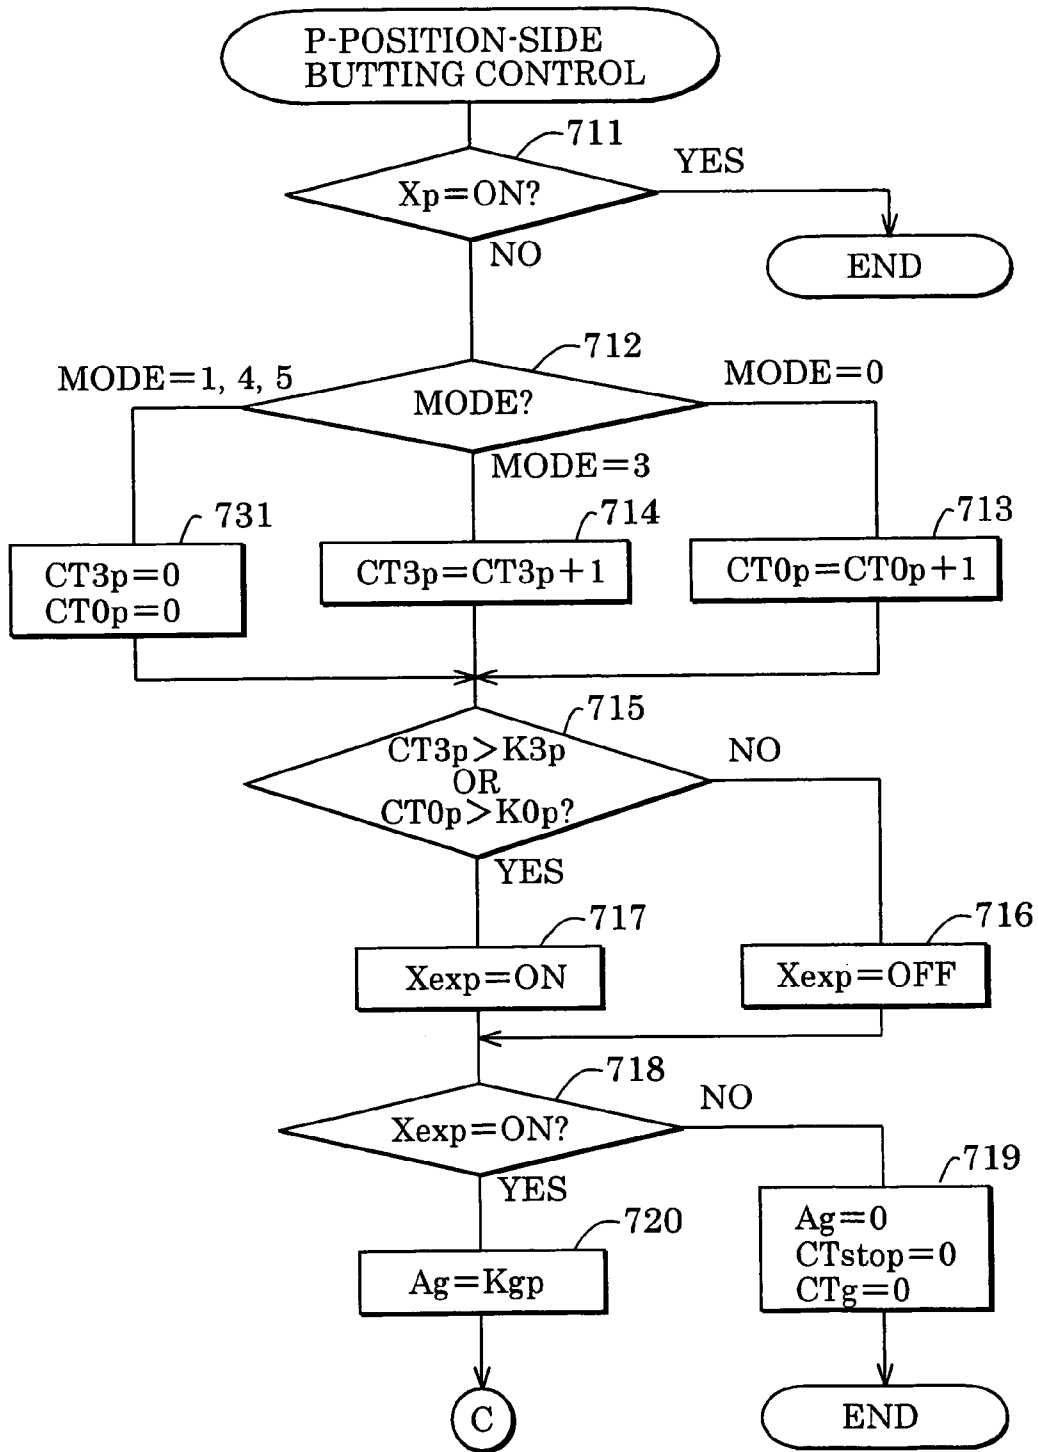 P-POSITION-SIDE
BUTTING CONTROL
711
Xp=ON?
YES
NO
END
712
MODE=1, 4, 5
MODE?
MODE=0
MODE=3
731
CT3p=0
CT0p=0
714
CT3p=CT3p+1
713
CT0p=CT0p+1
715
CT3p>K3p
OR
CT0p>K0p?
NO
YES
717
Xexp=ON
716
Xexp=OFF
718
Xexp=ON?
NO
YES
719
Ag=0
CTstop=0
CTg=0
720
Ag=Kgp
C
END